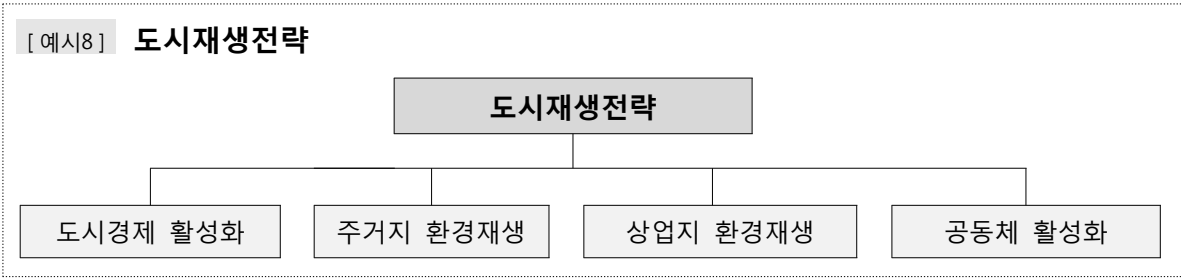 [ 예시8 ] 도시재생전략
도시재생전략
도시경제 활성화 주거지 환경재생 상업지 환경재생 공동체 활성화